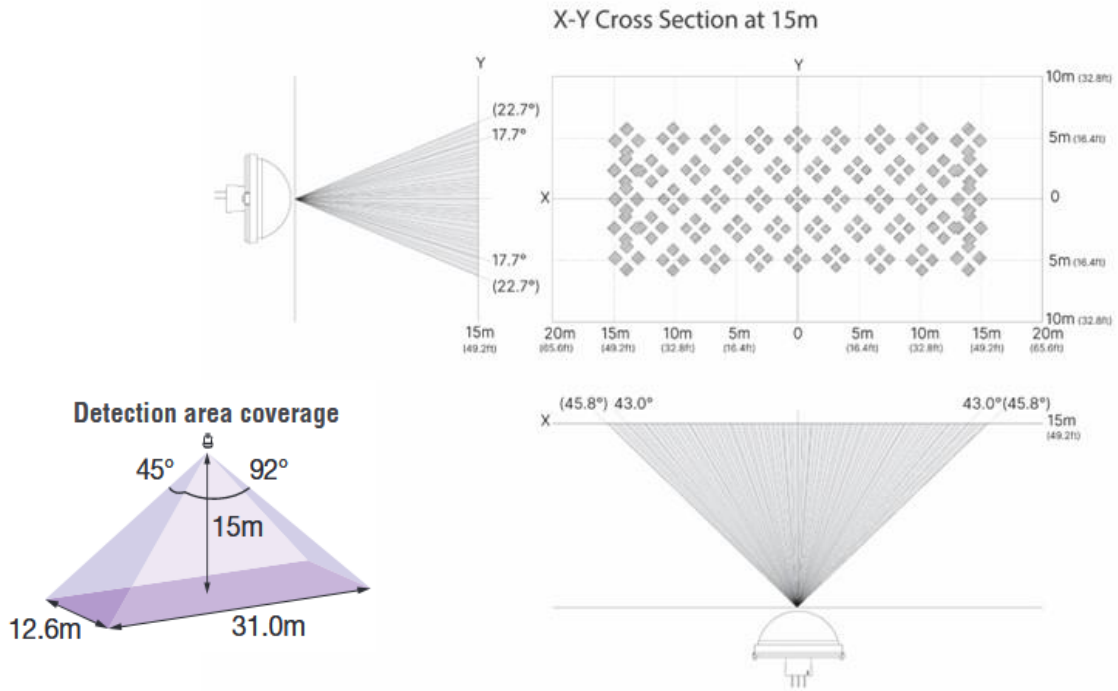 X-Y Cross Section at 15m
Y
(22.7°)
17.7°
17.7°
(22.7°)
15m
(49.2ft)
Y
X
10m (32.8ft)
5m (16.4ft)
0
5m (16.4ft)
10m (32.8ft)
20m 15m 10m 5m 0 5m 10m 15m 20m
(65.6ft) (49.2ft) (32.8ft) (16.4ft) (16.4ft) (32.8ft) (49.2ft) (65.6ft)
Detection area coverage
45° 92°
15m
12.6m
31.0m
(45.8°) 43.0° 43.0°(45.8°)
X
15m
(49.2ft)